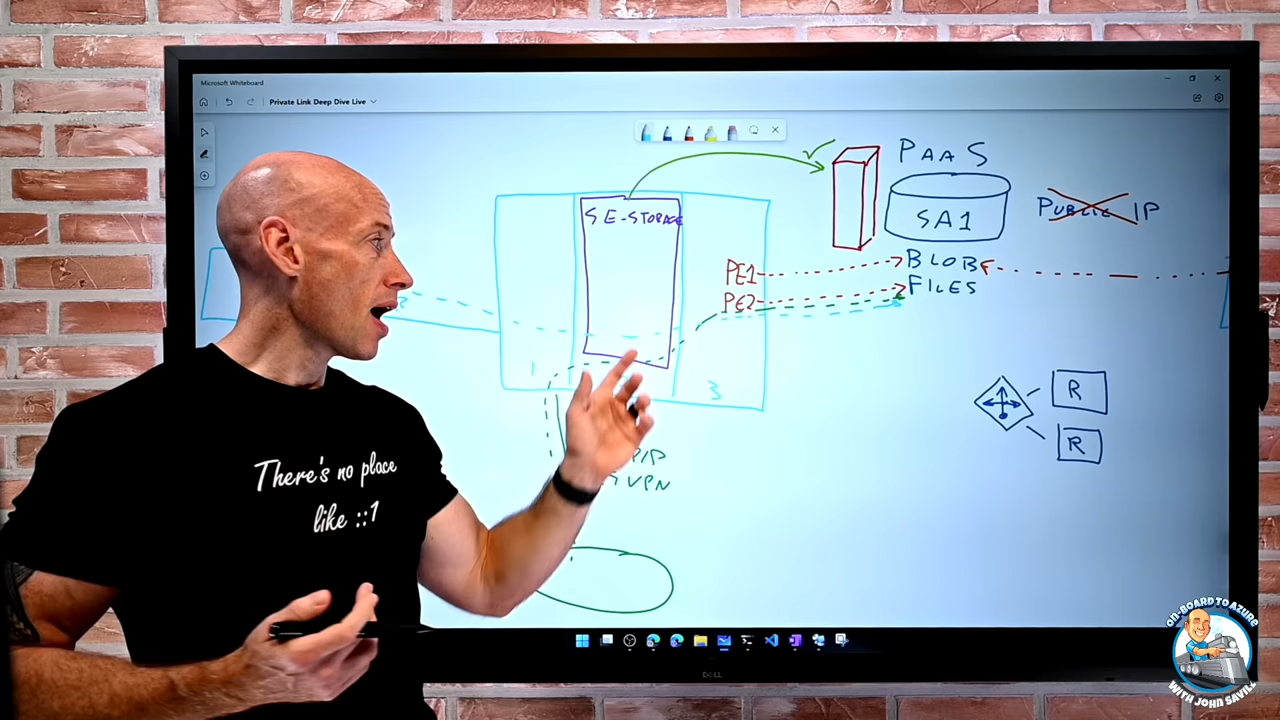 Microsoft Whiteboard
Private Link Deep Dive Live
PaaS
SE-STORAGE
SA1
PUBLIC IP
PE1
BLOB
PE2
FILES
1
3
R
R
VPN
There's no place
like ::1
DELL
ON-BOARD TO AZURE
WITH JOHN SAVILL